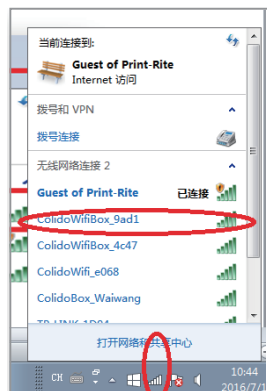 当前连接到:
Guest of Print-Rite
Internet 访问
拨号和 VPN
拨号连接
无线网络连接 2
Guest of Print-Rite 已连接
ColidoWifiBox_9ad1
ColidoWifiBox_4c47
ColidoWifi_e068
ColidoBox_Waiwang
打开网络和共享中心
CH
10:44
2016/7/1